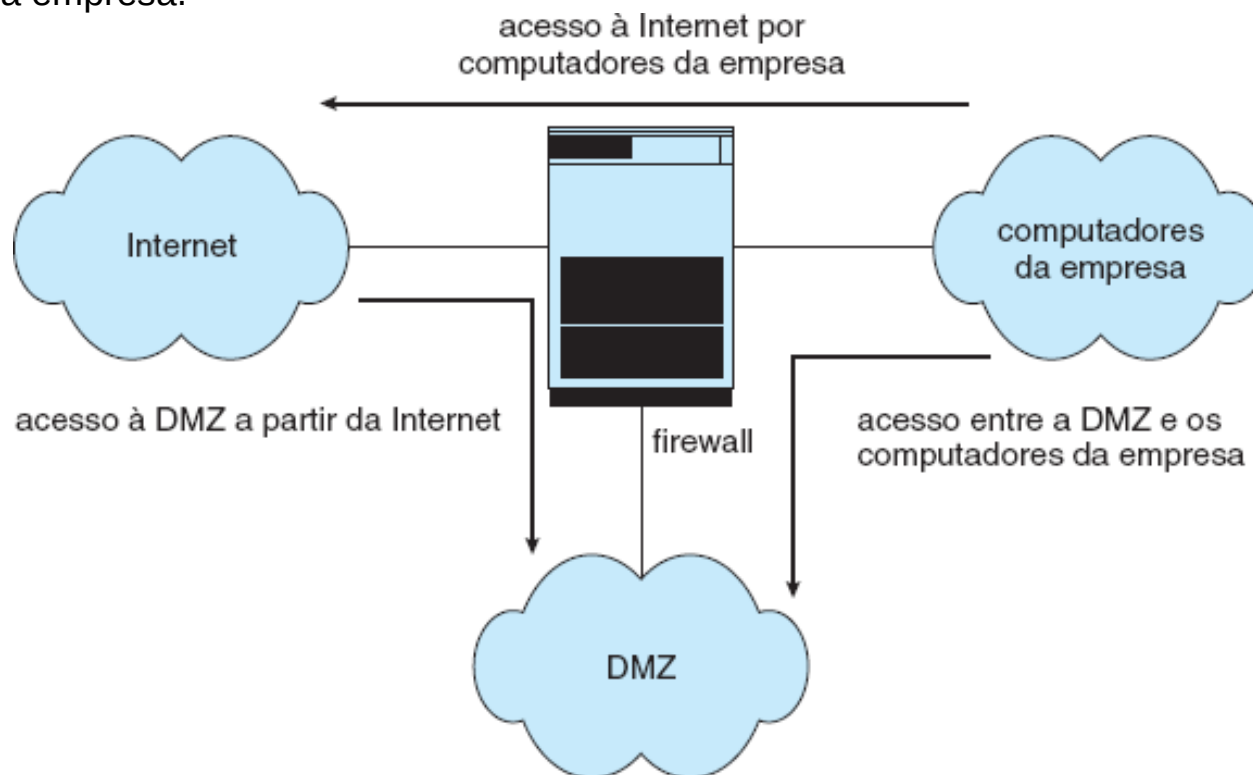 a empresa.
acesso à Internet por
computadores da empresa
Internet
computadores
da empresa
acesso à DMZ a partir da Internet
firewall
acesso entre a DMZ e os
computadores da empresa
DMZ